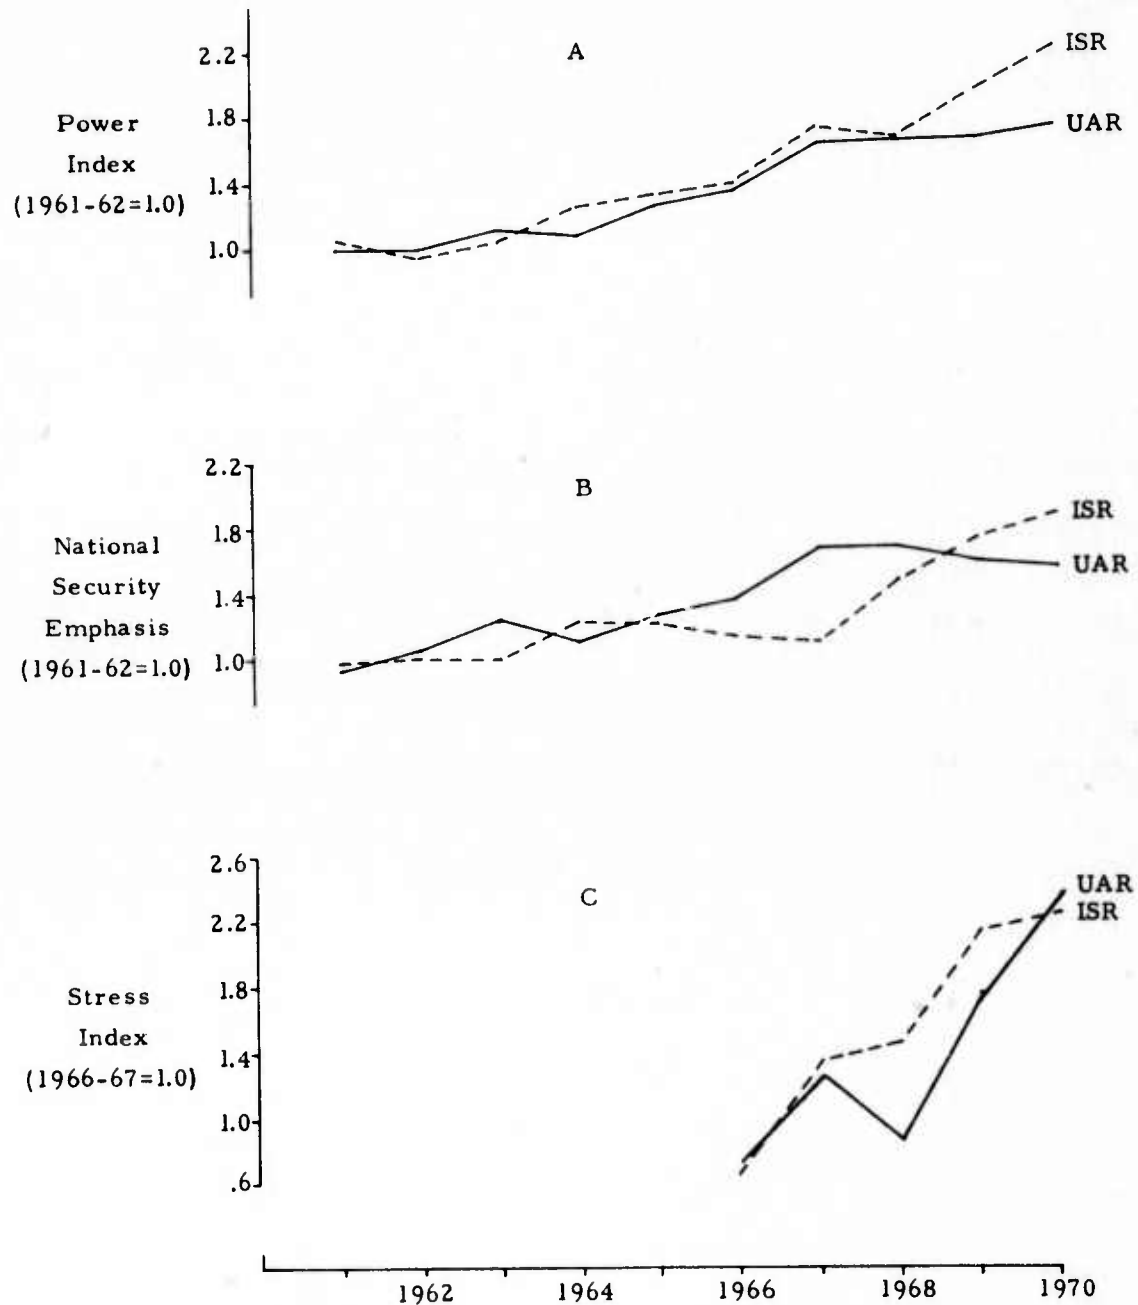 A
2.2
1.8
1.4
1.0
Power
Index
(1961-62=1.0)
ISR
UAR
B
2.2
1.8
1.4
1.0
National
Security
Emphasis
(1961-62=1.0)
ISR
UAR
C
2.6
2.2
1.8
1.4
1.0
.6
Stress
Index
(1966-67=1.0)
UAR
ISR
1962 1964 1966 1968 1970